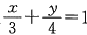 x/3 + y/4 = 1